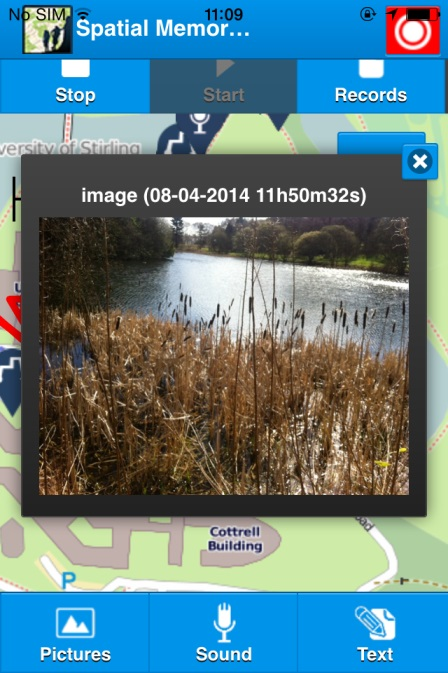 No SIM 11:09
Spatial Memor...
Stop Start Records
versity of Stirling
image (08-04-2014 11h50m32s)
Cottrell
Building
P
Pictures Sound Text